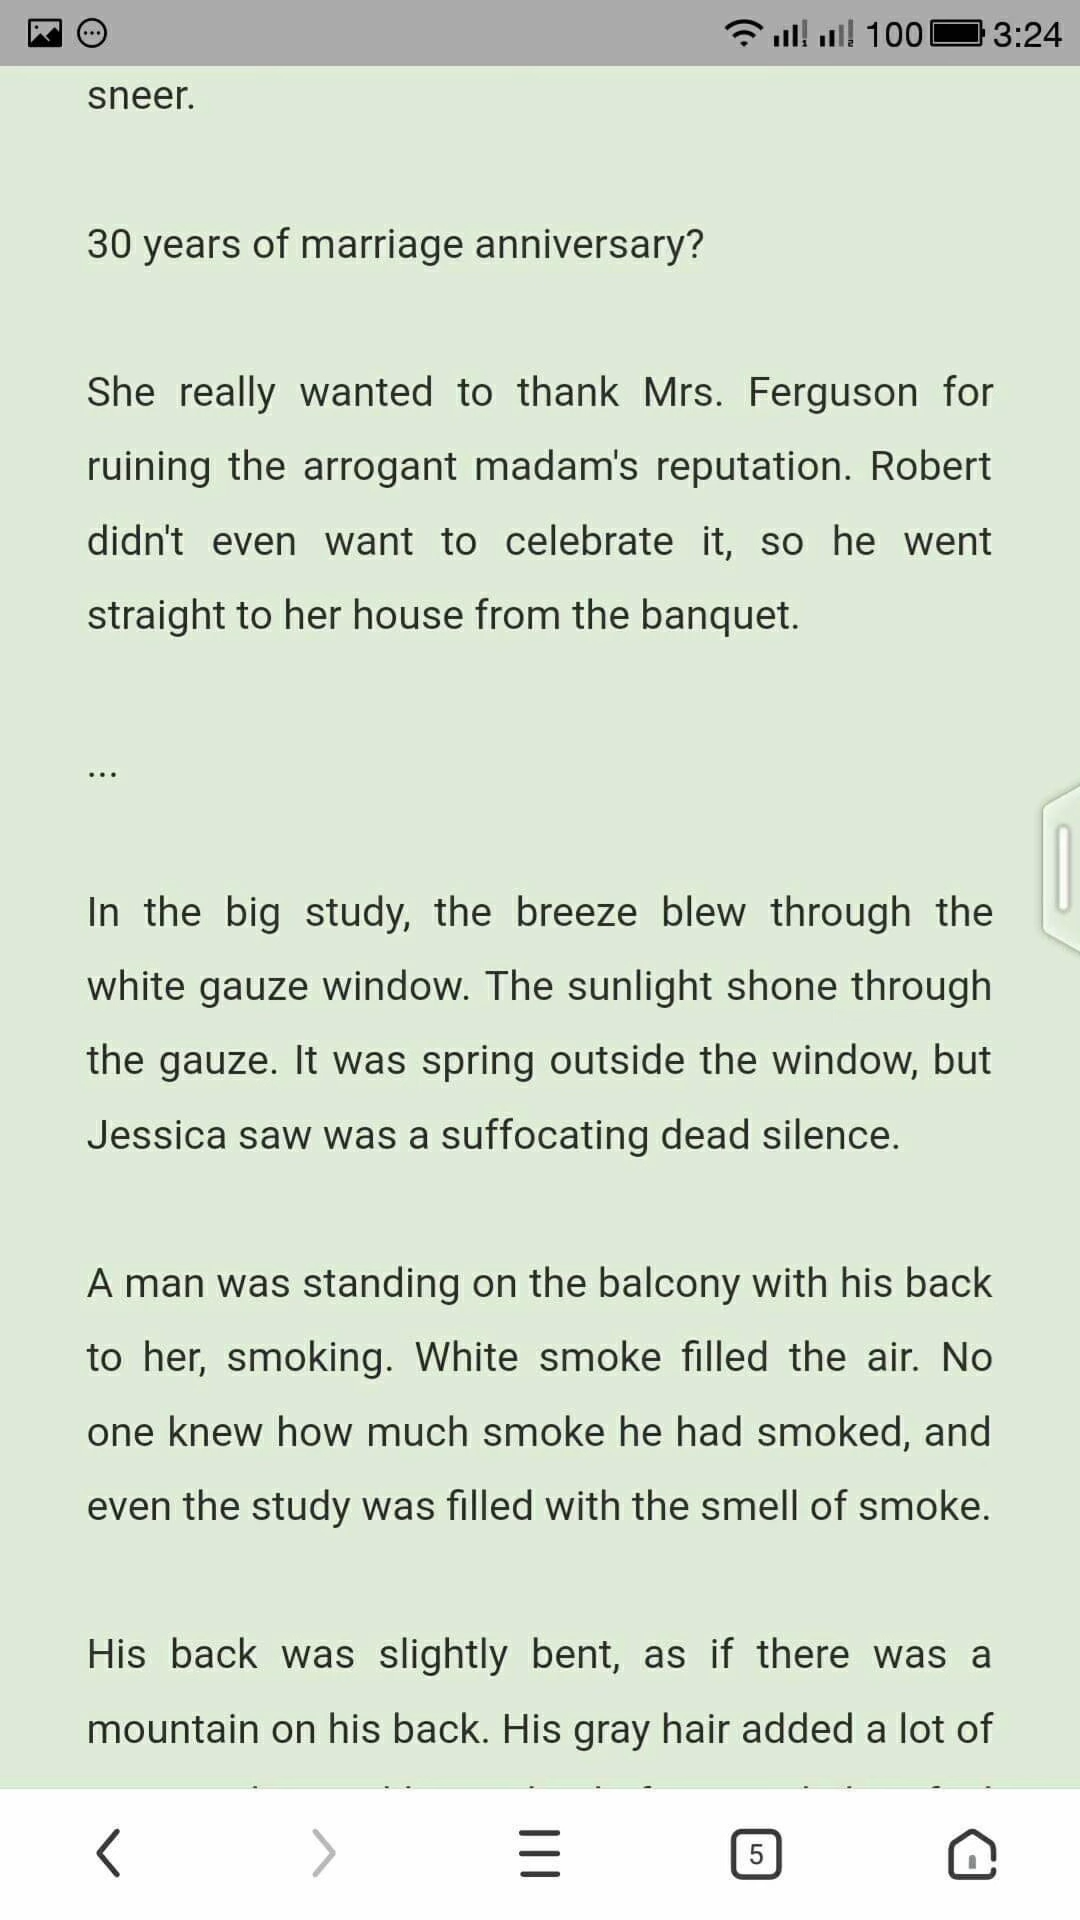 100 3:24
sneer.
30 years of marriage anniversary?
She really wanted to thank Mrs. Ferguson for
ruining the arrogant madam's reputation. Robert
didn't even want to celebrate it, so he went
straight to her house from the banquet.
...
In the big study, the breeze blew through the
white gauze window. The sunlight shone through
the gauze. It was spring outside the window, but
Jessica saw was a suffocating dead silence.
A man was standing on the balcony with his back
to her, smoking. White smoke filled the air. No
one knew how much smoke he had smoked, and
even the study was filled with the smell of smoke.
His back was slightly bent, as if there was a
mountain on his back. His gray hair added a lot of
5